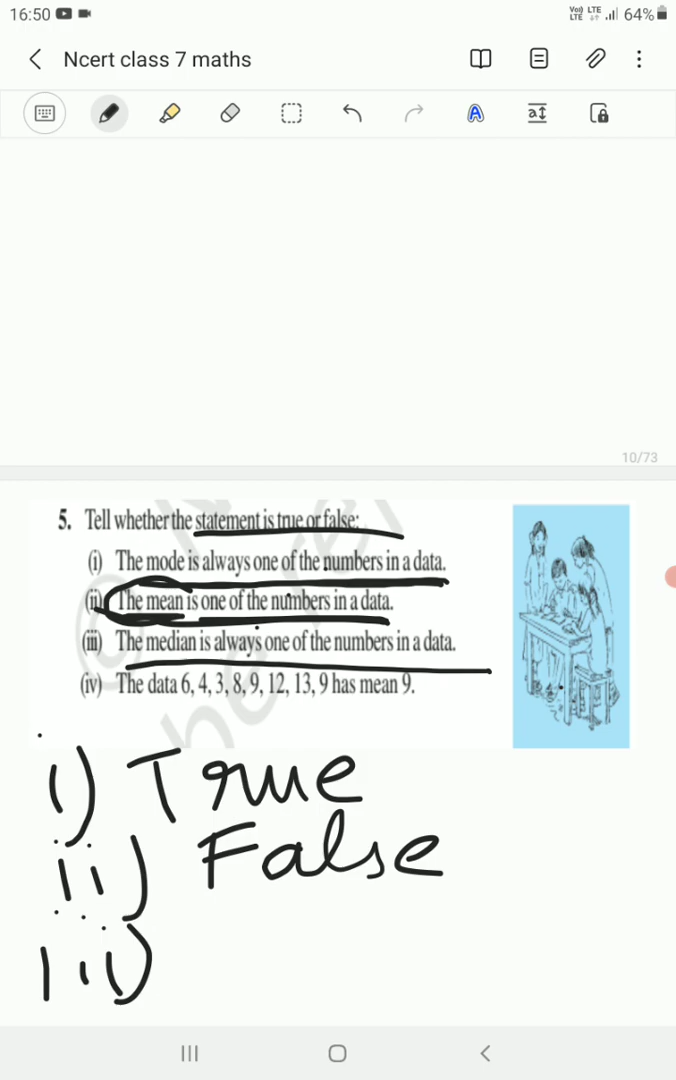 16:50 Vo) LTE LTE 64%
Ncert class 7 maths
A a
10/73
5. Tell whether the statement is true or false:
(i) The mode is always one of the numbers in a data.
(ii) The mean is one of the numbers in a data.
(iii) The median is always one of the numbers in a data.
(iv) The data 6, 4, 3, 8, 9, 12, 13, 9 has mean 9.
i) True
ii) False
iii)